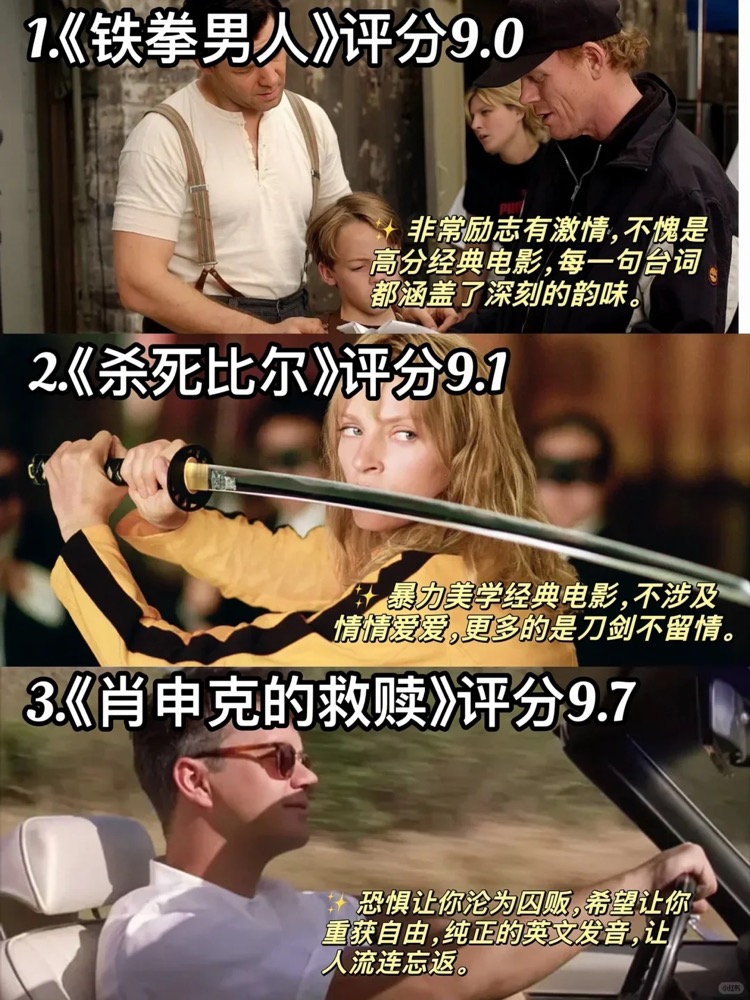 1.《铁拳男人》评分9.0
✨ 非常励志有激情,不愧是
高分经典电影,每一句台词
都涵盖了深刻的韵味。
2.《杀死比尔》评分9.1
✨ 暴力美学经典电影,不涉及
情情爱爱,更多的是刀剑不留情。
3.《肖申克的救赎》评分9.7
✨ 恐惧让你沦为囚贩,希望让你
重获自由,纯正的英文发音,让
人流连忘返。
小红书